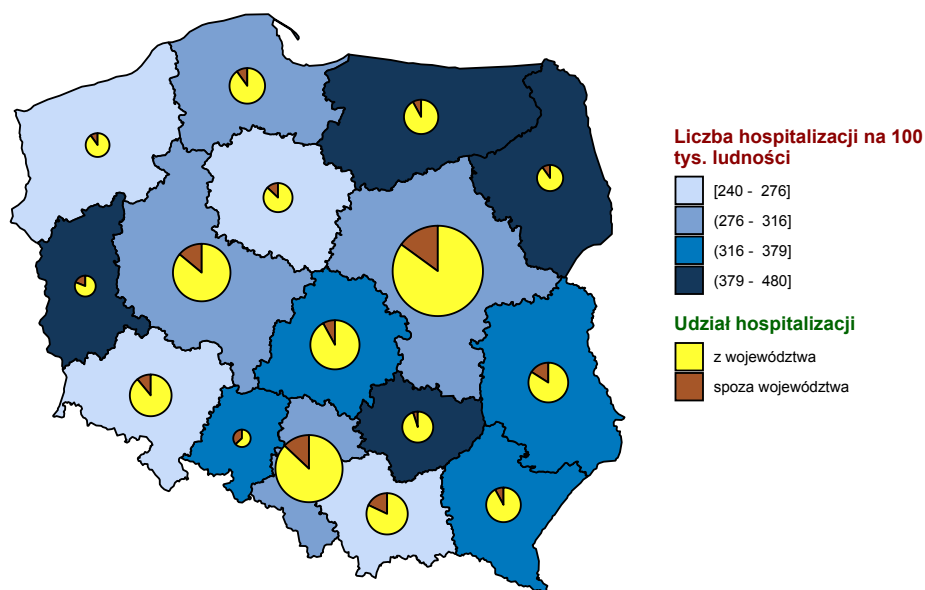 Liczba hospitalizacji na 100
tys. ludności
[240 - 276]
(276 - 316]
(316 - 379]
(379 - 480]
Udział hospitalizacji
z województwa
spoza województwa